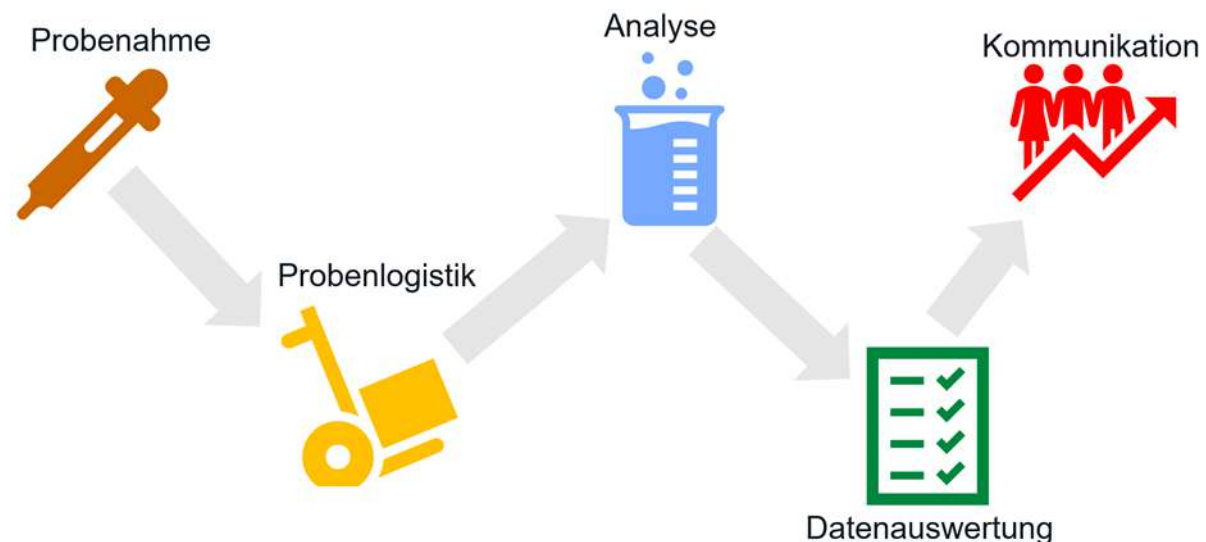 Probenahme
Probenlogistik
Analyse
Datenauswertung
Kommunikation